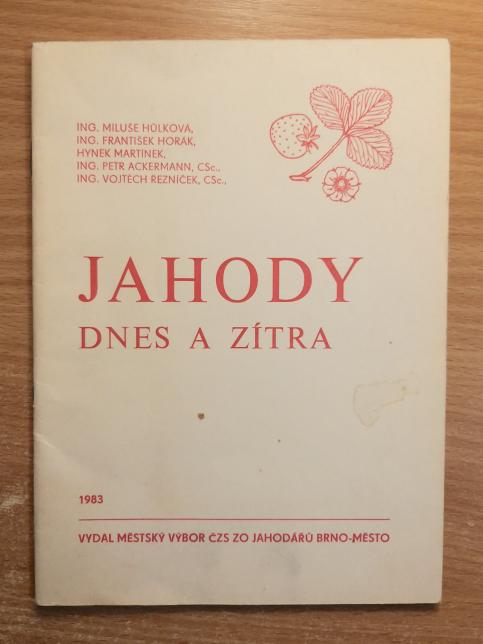 ING. MILUŠE HŮLKOVÁ,
ING. FRANTIŠEK HORÁK,
HYNEK MARTÍNEK,
ING. PETR ACKERMANN, CSc.,
ING. VOJTĚCH ŘEZNÍČEK, CSc.,
JAHODY
DNES A ZÍTRA
1983
VYDAL MĚSTSKÝ VÝBOR ČZS ZO JAHODÁŘŮ BRNO-MĚSTO